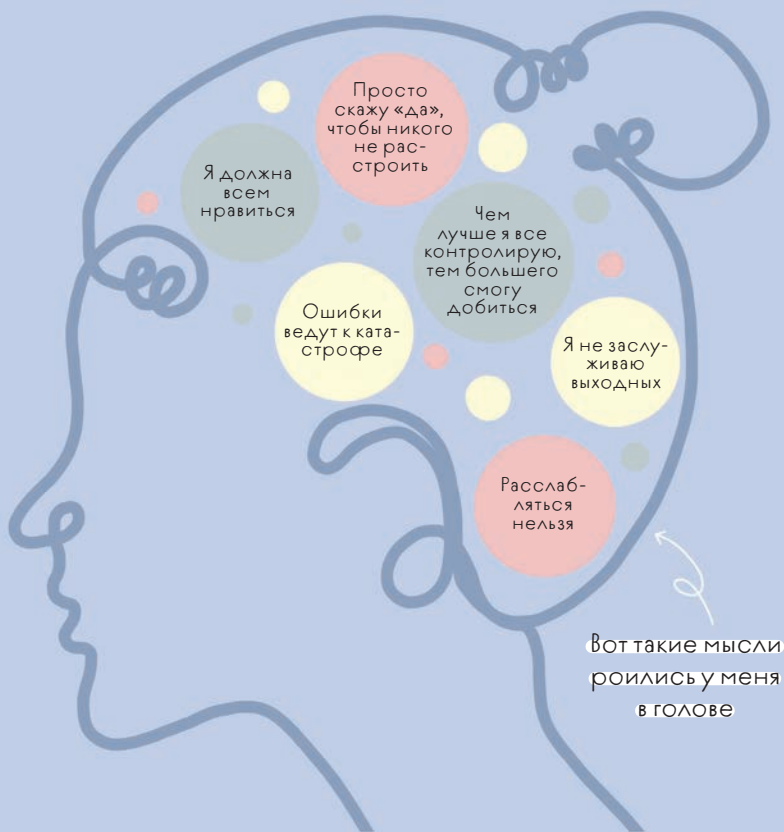 Просто
скажу «да»,
чтобы никого
не рас-
строить
Я должна
всем
нравиться
Чем
лучше я все
контролирую,
тем большего
смогу
добиться
Ошибки
ведут к ката-
строфе
Я не заслу-
живаю
выходных
Расслаб-
ляться
нельзя
Вот такие мысли
роились у меня
в голове